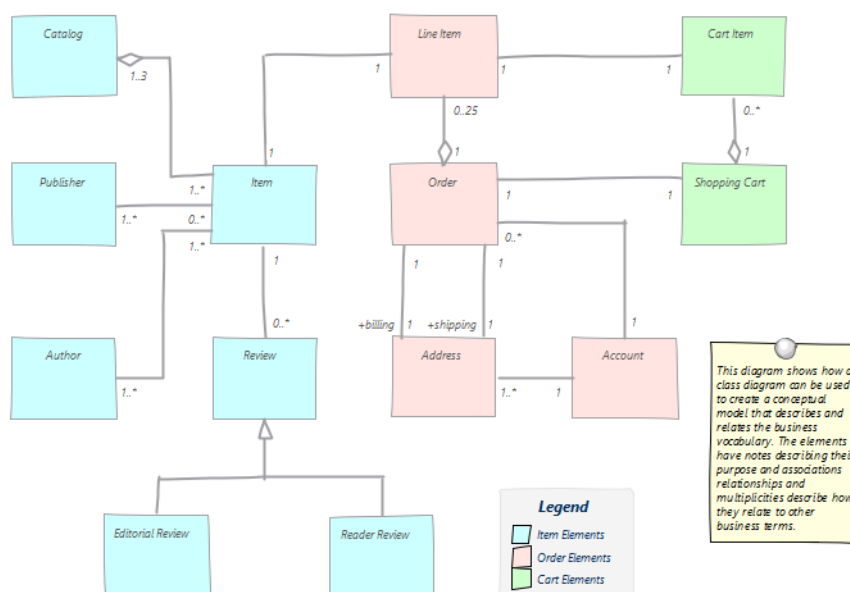 Catalog
Line Item
Cart Item
1..3
1
1
1
0..25
0..*
1
1
1
Publisher
Item
Order
Shopping Cart
1..*
1
1
1..*
0..*
1..*
0..*
1
1
1
0..*
+billing
1
+shipping
1
1
Author
Review
Address
Account
1..*
1..*
1
This diagram shows how a
class diagram can be used
to create a conceptual
model that describes and
relates the business
vocabulary. The elements
have notes describing their
purpose and associations
relationships and
multiplicities describe how
they relate to other
business terms.
Legend
Item Elements
Order Elements
Cart Elements
Editorial Review
Reader Review